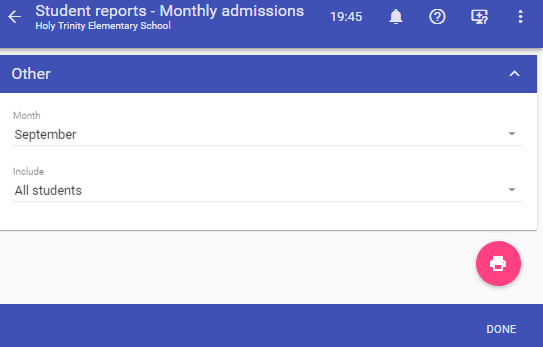 Student reports - Monthly admissions
Holy Trinity Elementary School
19:45
Other
Month
September
Include
All students
DONE